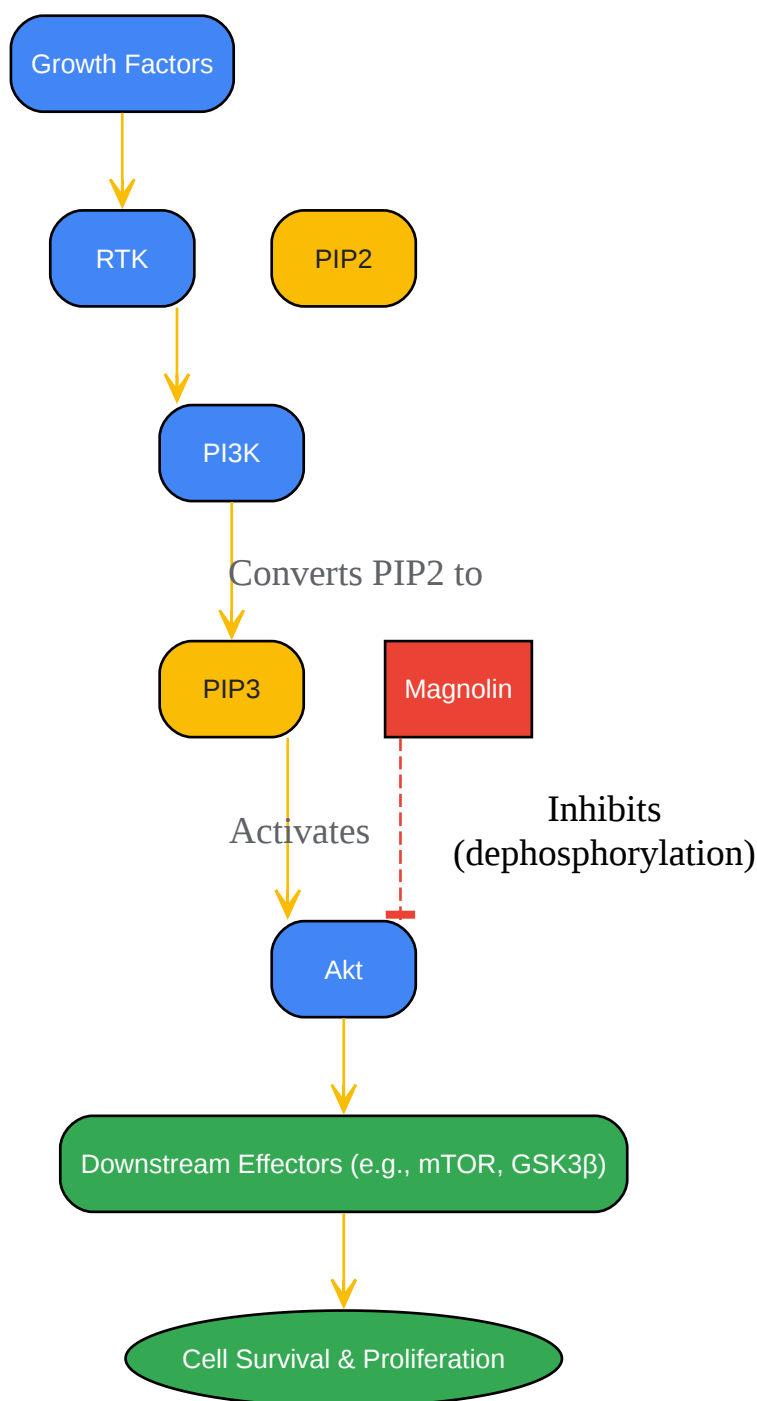 Growth Factors
RTK
PIP2
PI3K
Converts PIP2 to
PIP3
Magnolin
Activates
Inhibits
(dephosphorylation)
Akt
Downstream Effectors (e.g., mTOR, GSK3β)
Cell Survival & Proliferation